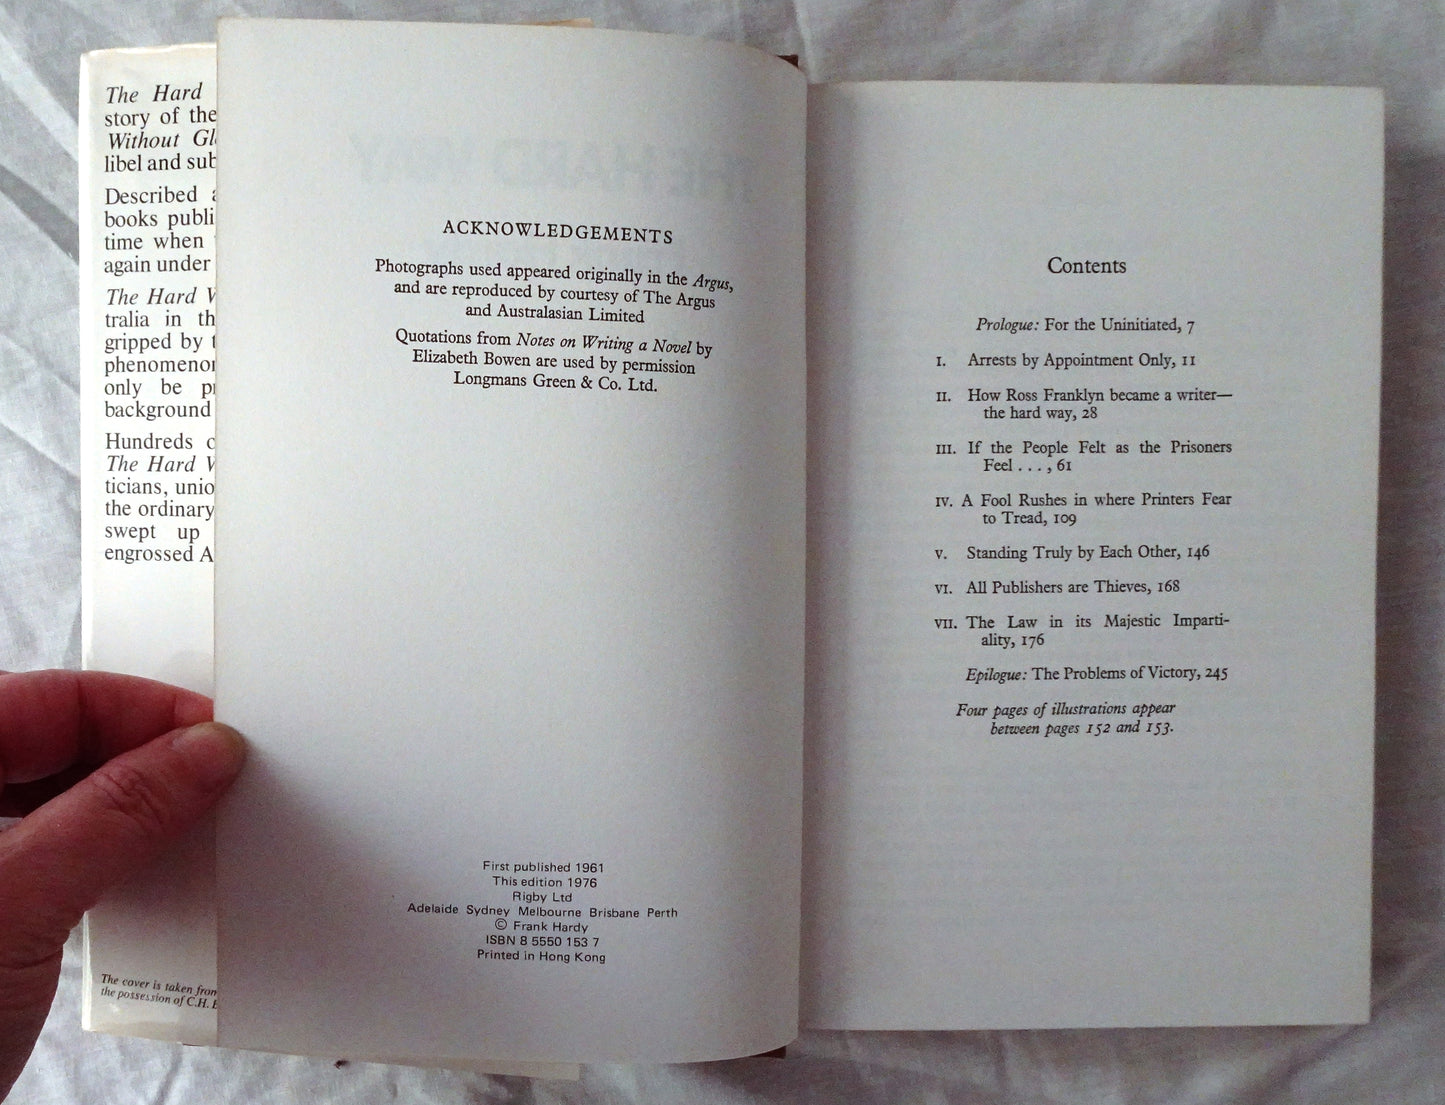 The Hard
story of the
Without
libel and
Described
books
time when
again under
The Hard
tralia in
gripped by
only be
background
Hundreds
The Hard
ticians,
the ordinary
swept up
engrossed
The cover is taken
the possession of C.H.
THE HARD WAY
ACKNOWLEDGEMENTS
Photographs used appeared originally in the Argus,
and are reproduced by courtesy of The Argus
and Australasian Limited
Quotations from Notes on Writing a Novel by
Elizabeth Bowen are used by permission
Longmans Green & Co. Ltd.
First published 1961
This edition 1976
Rigby Ltd
Adelaide Sydney Melbourne Brisbane Perth
© Frank Hardy
ISBN 8 5550 153 7
Printed in Hong Kong
Contents
Prologue: For the Uninitiated, 7
I. Arrests by Appointment Only, 11
II. How Ross Franklyn became a writer—
the hard way, 28
III. If the People Felt as the Prisoners
Feel . . . , 61
IV. A Fool Rushes in where Printers Fear
to Tread, 109
V. Standing Truly by Each Other, 146
VI. All Publishers are Thieves, 168
VII. The Law in its Majestic Imparti-
ality, 176
Epilogue: The Problems of Victory, 245
Four pages of illustrations appear
between pages 152 and 153.